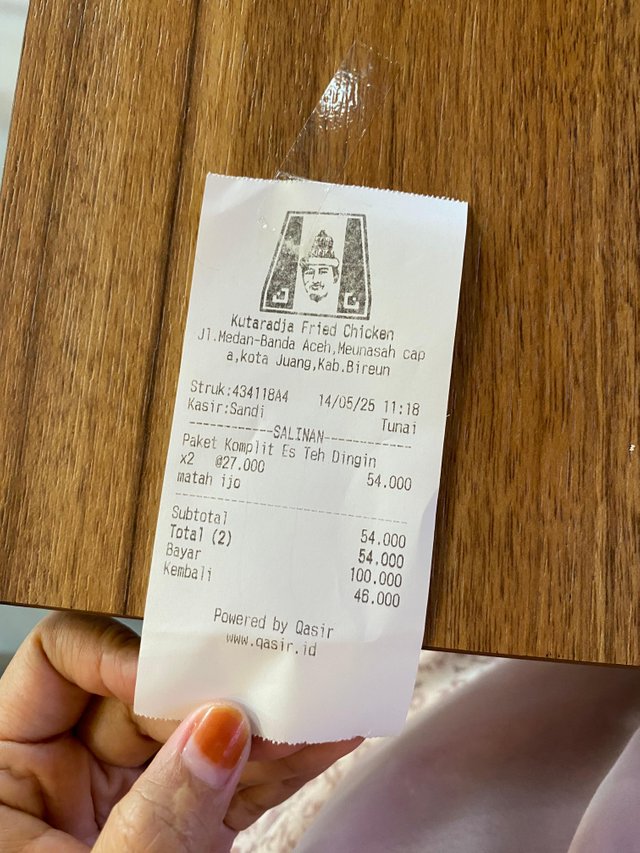 Kutaradja Fried Chicken
Jl.Medan-Banda Aceh,Meunasah cap
a,kota Juang,Kab.Bireun
Struk:434118A4 14/05/25 11:18
Kasir:Sandi Tunai
------------SALINAN------------
Paket Komplit Es Teh Dingin
x2 @27.000 54.000
matah ijo
Subtotal 54.000
Total (2) 54.000
Bayar 100.000
Kembali 46.000
Powered by Qasir
www.qasir.id